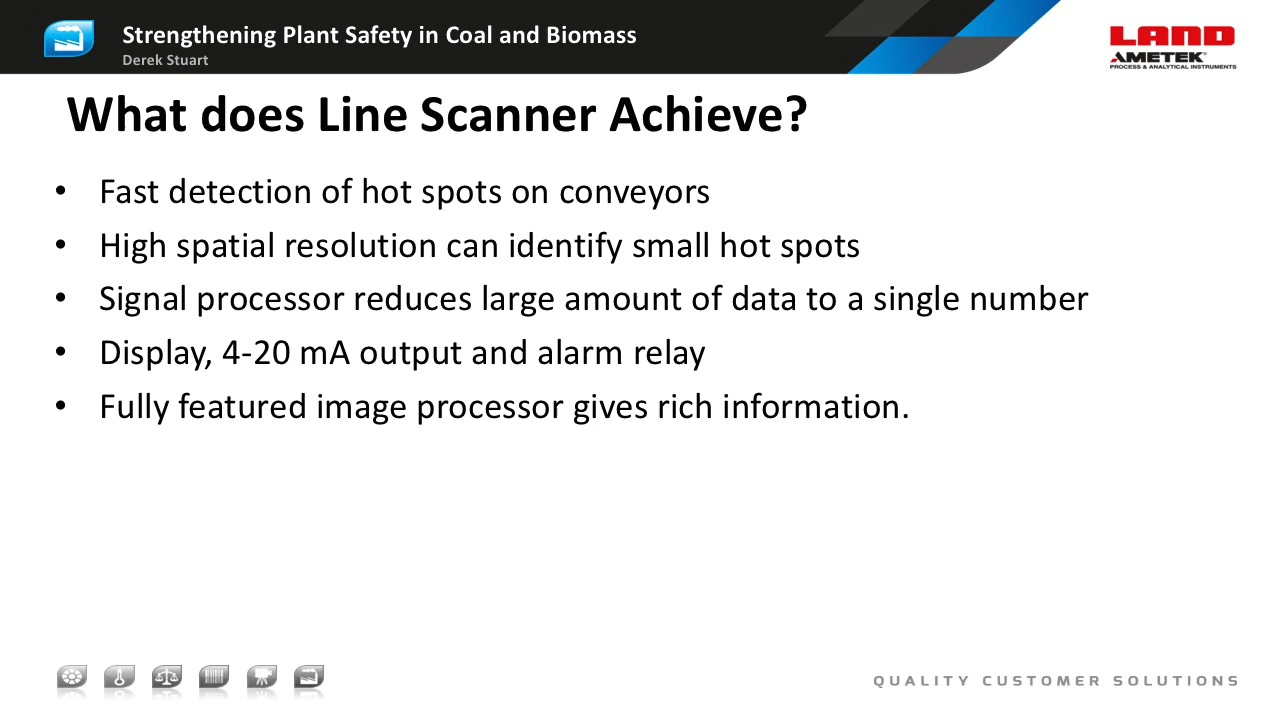 Strengthening Plant Safety in Coal and Biomass
Derek Stuart
LAND
AMETEK
PROCESS & ANALYTICAL INSTRUMENTS
What does Line Scanner Achieve?
• Fast detection of hot spots on conveyors
• High spatial resolution can identify small hot spots
• Signal processor reduces large amount of data to a single number
• Display, 4-20 mA output and alarm relay
• Fully featured image processor gives rich information.
QUALITY CUSTOMER SOLUTIONS